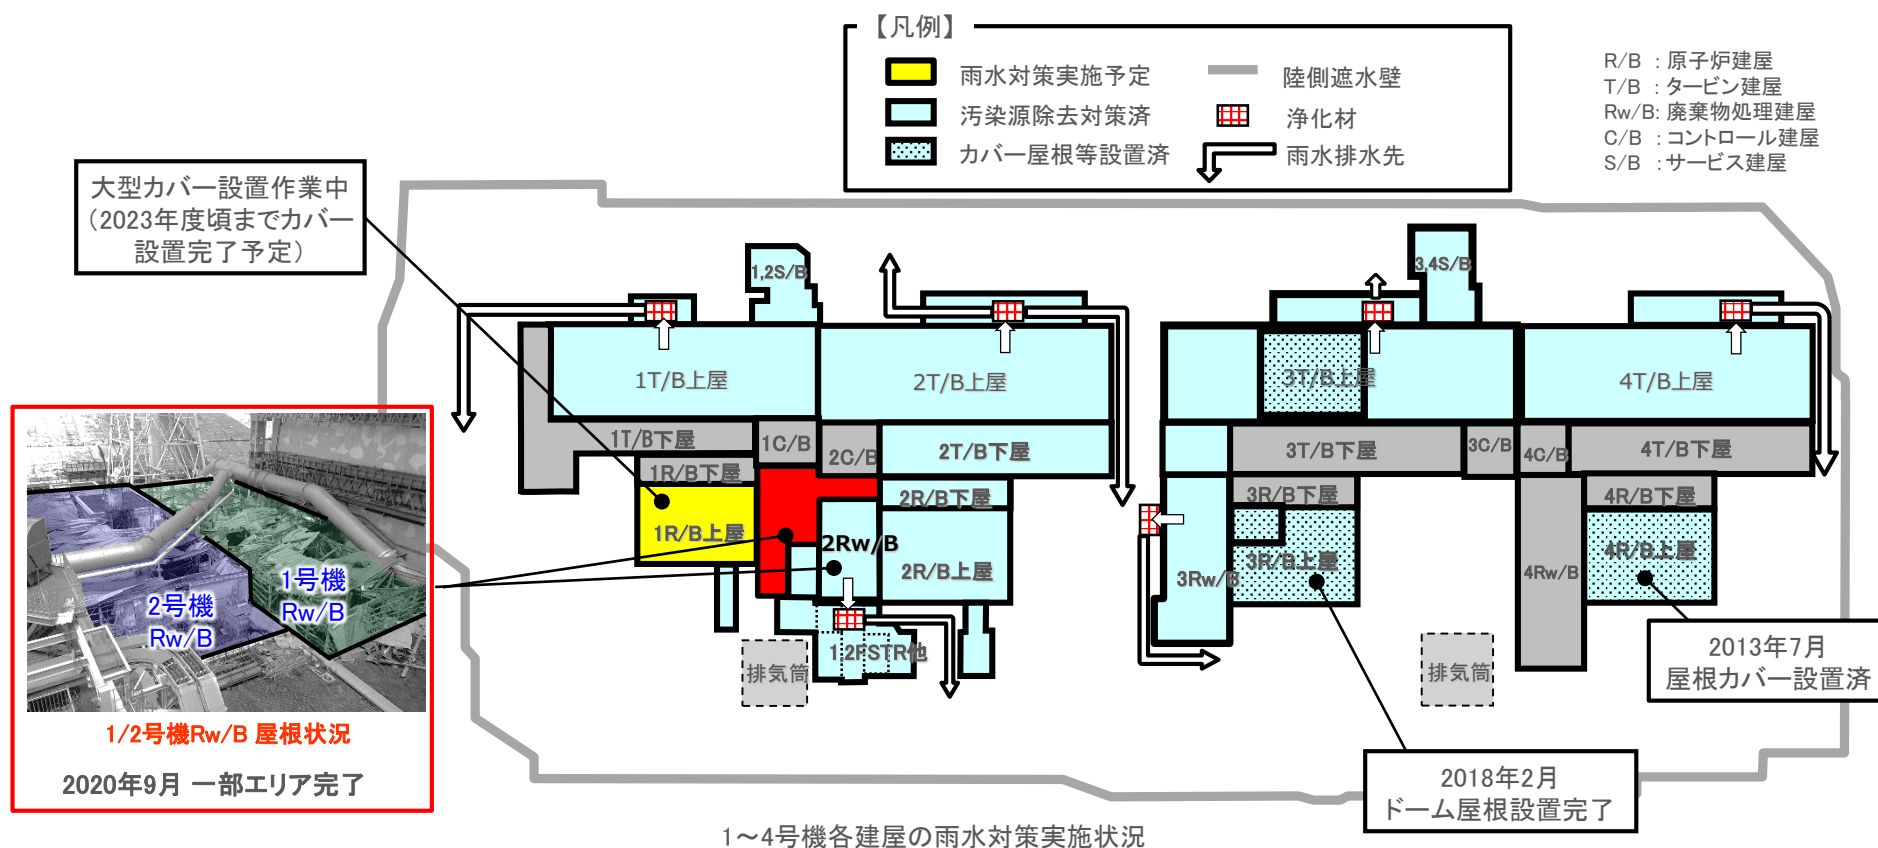 【凡例】
雨水対策実施予定
陸側遮水壁
汚染源除去対策済
浄化材
カバー屋根等設置済
雨水排水先
R/B ：原子炉建屋
T/B ：タービン建屋
Rw/B：廃棄物処理建屋
C/B ：コントロール建屋
S/B ：サービス建屋
大型カバー設置作業中
（2023年度頃までカバー
設置完了予定）
1,2S/B
3,4S/B
1T/B上屋
2T/B上屋
3T/B上屋
4T/B上屋
1T/B下屋
1C/B
2C/B
2T/B下屋
3T/B下屋
3C/B
4C/B
4T/B下屋
1R/B下屋
2R/B下屋
3R/B下屋
4R/B下屋
1R/B上屋
2Rw/B
2R/B上屋
3Rw/B
3R/B上屋
4Rw/B
4R/B上屋
1,2FSTR他
排気筒
排気筒
1号機
Rw/B
2号機
Rw/B
1/2号機Rw/B 屋根状況
2020年9月 一部エリア完了
2013年7月
屋根カバー設置済
2018年2月
ドーム屋根設置完了
1～4号機各建屋の雨水対策実施状況